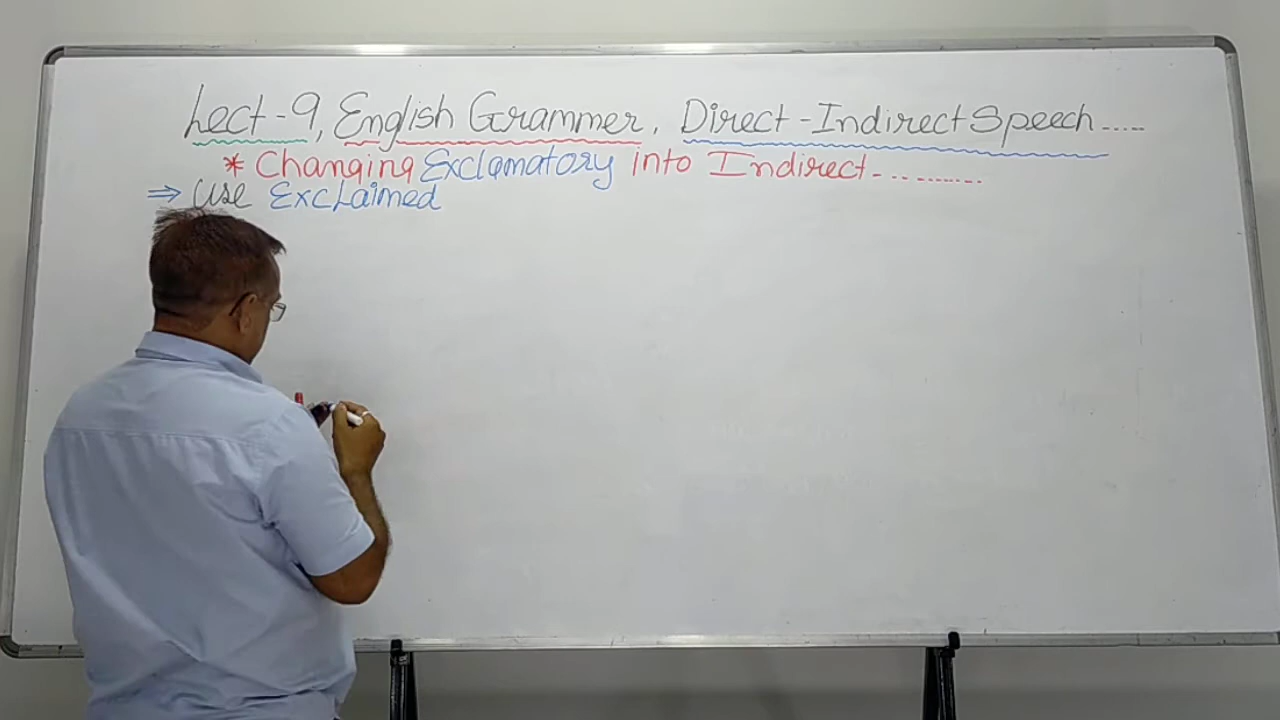 Lect-9, English Grammer, Direct-Indirect Speech.....
* Changing Exclamatory into Indirect..........
⇒ Use Exclaimed